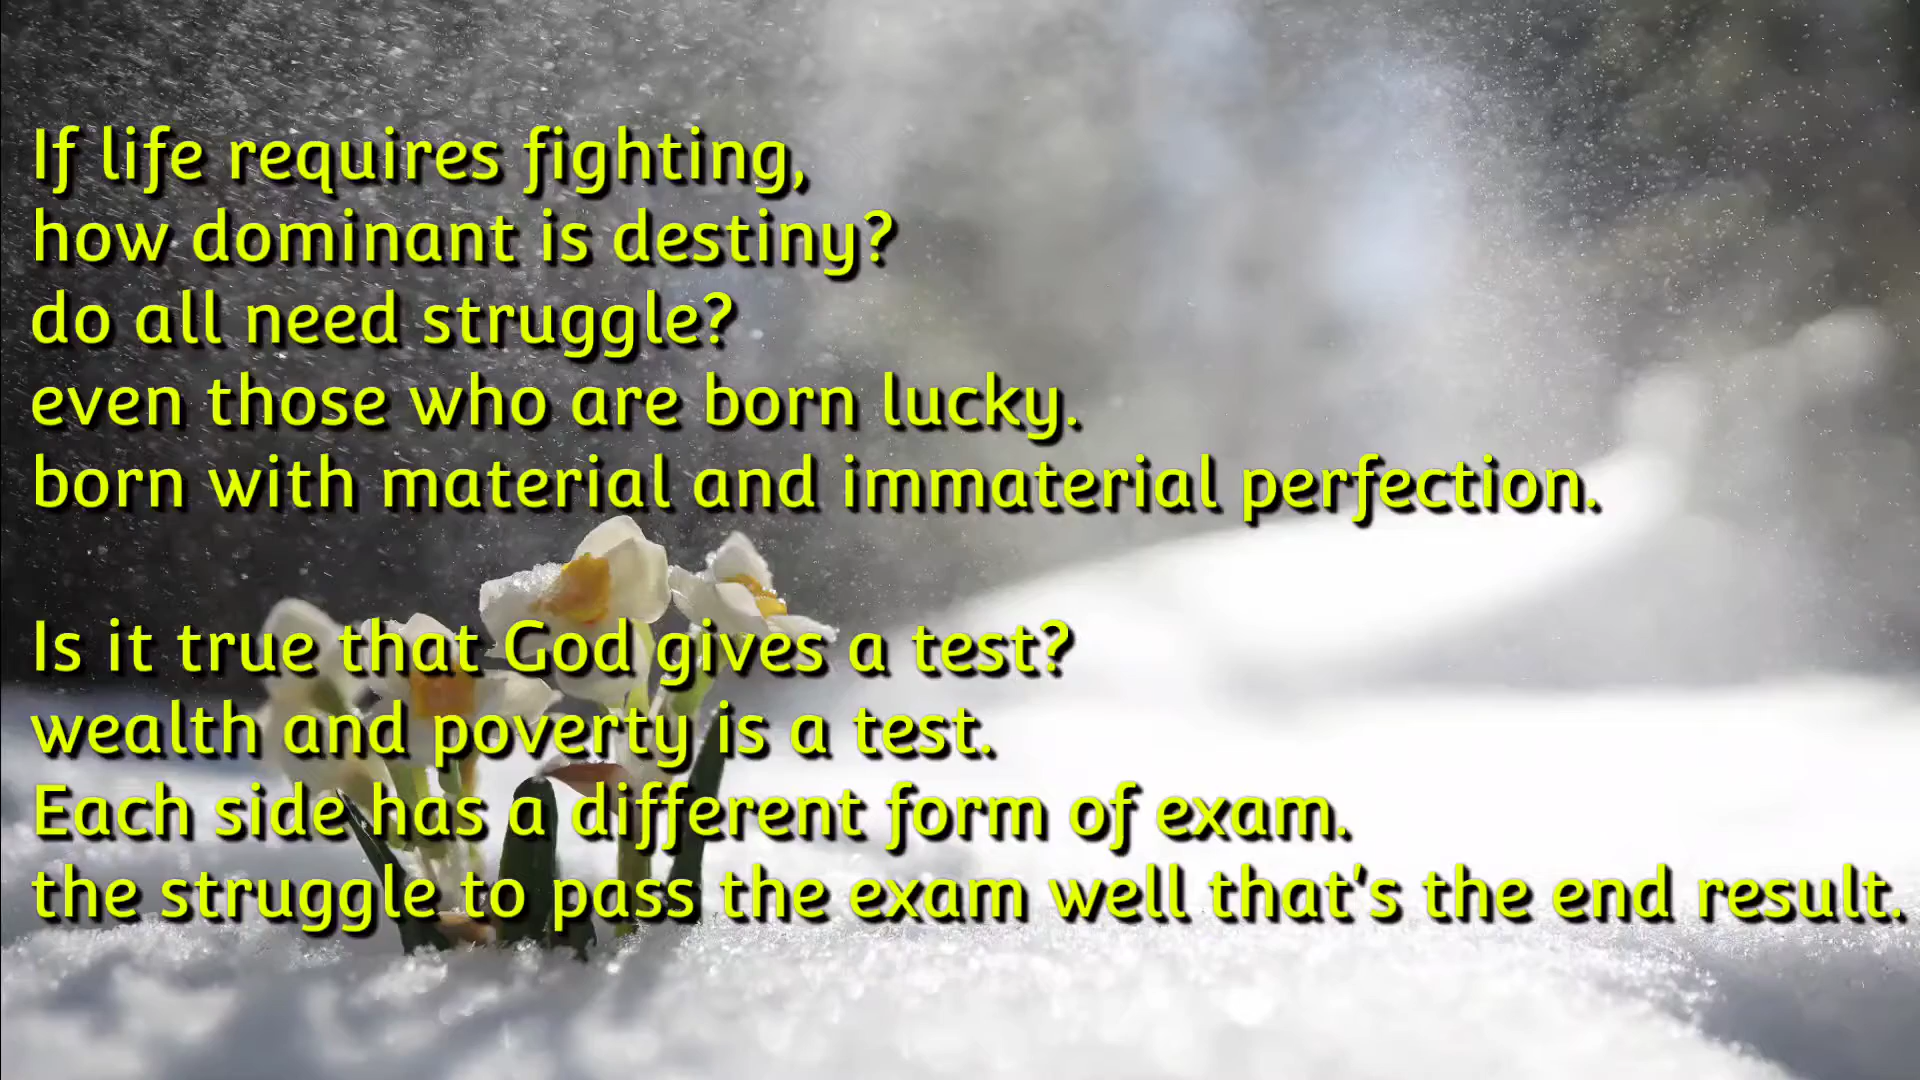 If life requires fighting,
how dominant is destiny?
do all need struggle?
even those who are born lucky.
born with material and immaterial perfection.
Is it true that God gives a test?
wealth and poverty is a test.
Each side has a different form of exam.
the struggle to pass the exam well that's the end result.